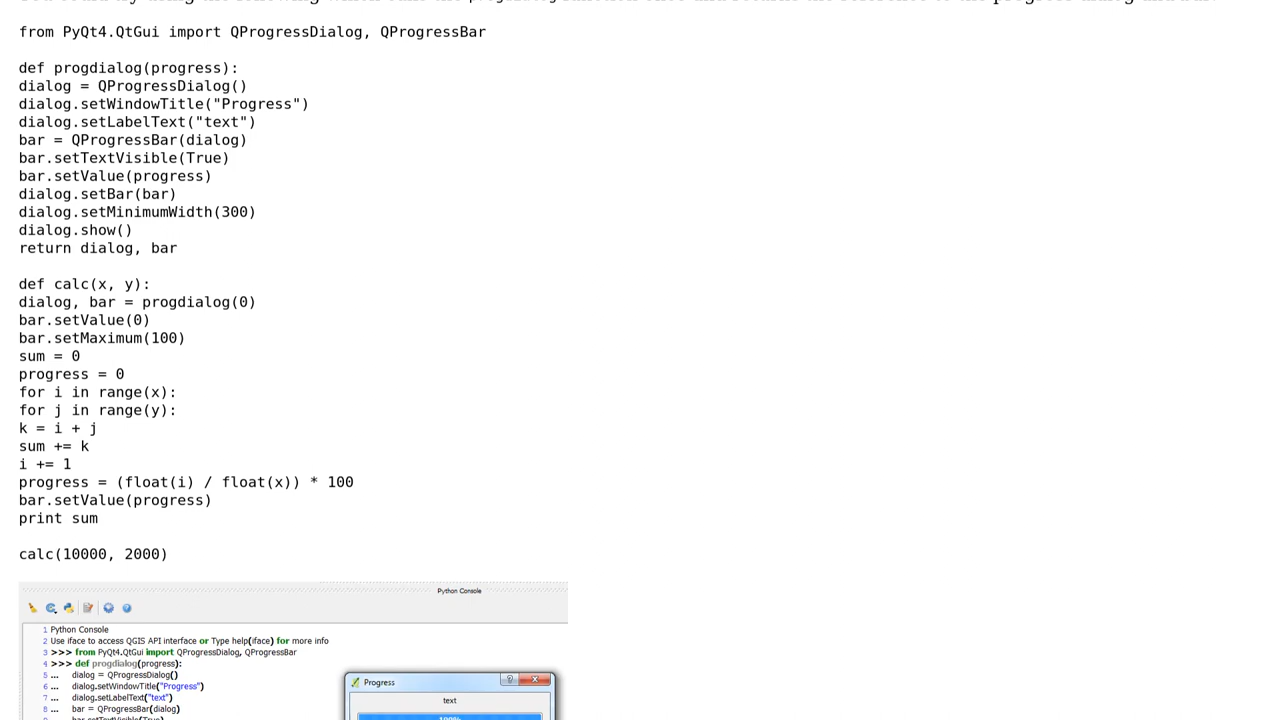 from PyQt4.QtGui import QProgressDialog, QProgressBar
def progdialog(progress):
dialog = QProgressDialog()
dialog.setWindowTitle("Progress")
dialog.setLabelText("text")
bar = QProgressBar(dialog)
bar.setTextVisible(True)
bar.setValue(progress)
dialog.setBar(bar)
dialog.setMinimumWidth(300)
dialog.show()
return dialog, bar
def calc(x, y):
dialog, bar = progdialog(0)
bar.setValue(0)
bar.setMaximum(100)
sum = 0
progress = 0
for i in range(x):
for j in range(y):
k = i + j
sum += k
i += 1
progress = (float(i) / float(x)) * 100
bar.setValue(progress)
print sum
calc(10000, 2000)
Python Console
1 Python Console
2 Use iface to access QGIS API interface or Type help(iface) for more info
3 >>> from PyQt4.QtGui import QProgressDialog, QProgressBar
4 >>> def progdialog(progress):
5 ... dialog = QProgressDialog()
6 ... dialog.setWindowTitle("Progress")
7 ... dialog.setLabelText("text")
8 ... bar = QProgressBar(dialog)
bar.setTextVisible(True)
Progress
text
100%